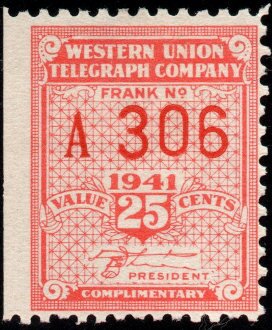 WESTERN UNION
TELEGRAPH COMPANY
FRANK No
A 306
1941
VALUE 25 CENTS
PRESIDENT
COMPLIMENTARY